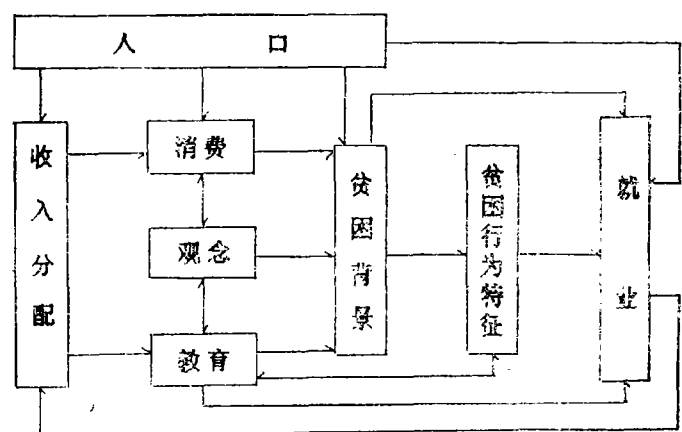 人口
收入分配
消费
观念
教育
贫困背景
贫困行为特征
就业